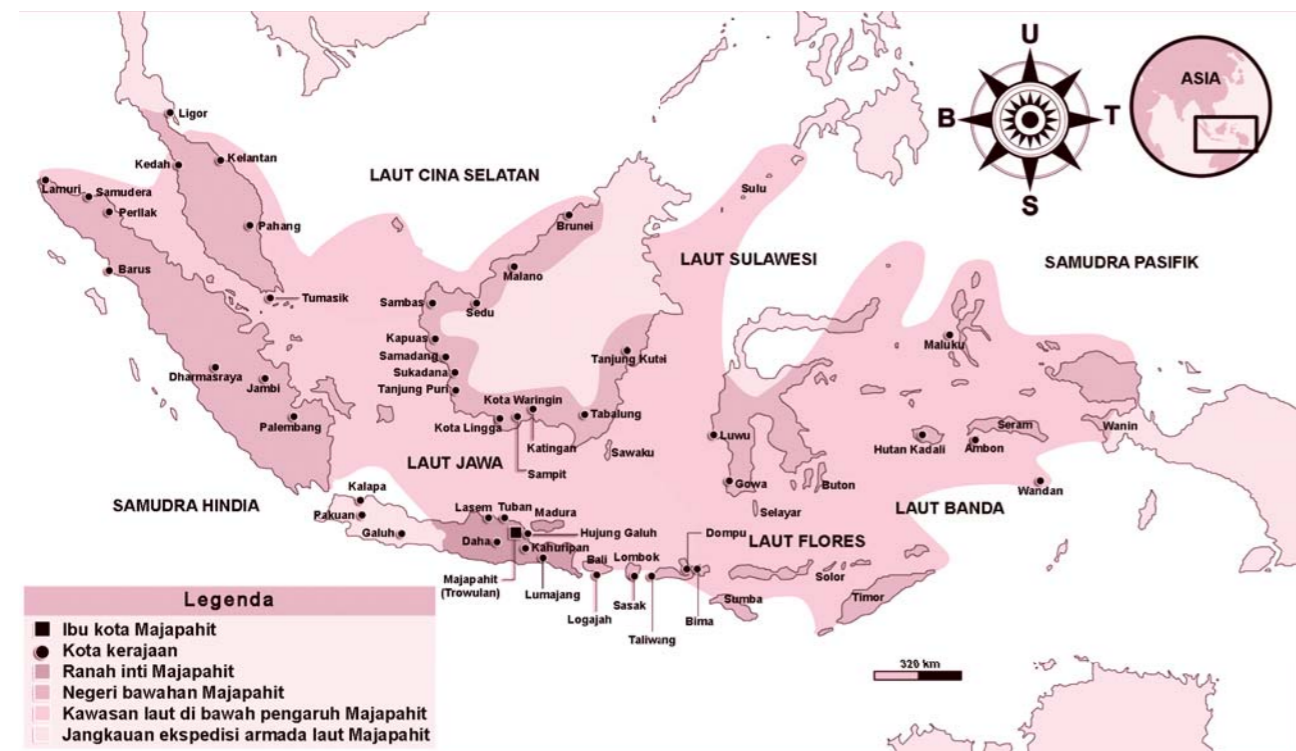 U
B
T
S
ASIA
Ligor
Kedah
Kelantan
LAUT CINA SELATAN
Lamuri
Samudera
Perllak
Pahang
Barus
Tumasik
Brunei
Malano
Sambas
Sedu
Sulu
LAUT SULAWESI
SAMUDRA PASIFIK
Kapuas
Samadang
Sukadana
Tanjung Puri
Tanjung Kutei
Maluku
Dharmasraya
Jambi
Palembang
Kota Waringin
Kota Lingga
Tabalung
Katingan
Sampit
Sawaku
Luwu
Hutan Kadali
Seram
Ambon
Wanin
LAUT JAWA
Gowa
Buton
Selayar
Wandan
SAMUDRA HINDIA
LAUT BANDA
Kalapa
Pakuan
Galuh
Lasem
Tuban
Madura
Hujung Galuh
Daha
Kahuripan
Majapahit
(Trowulan)
Lumajang
Bali
Lombok
Dompu
LAUT FLORES
Logajah
Sasak
Taliwang
Bima
Sumba
Solor
Timor
320 km
Legenda
Ibu kota Majapahit
Kota kerajaan
Ranah inti Majapahit
Negeri bawahan Majapahit
Kawasan laut di bawah pengaruh Majapahit
Jangkauan ekspedisi armada laut Majapahit